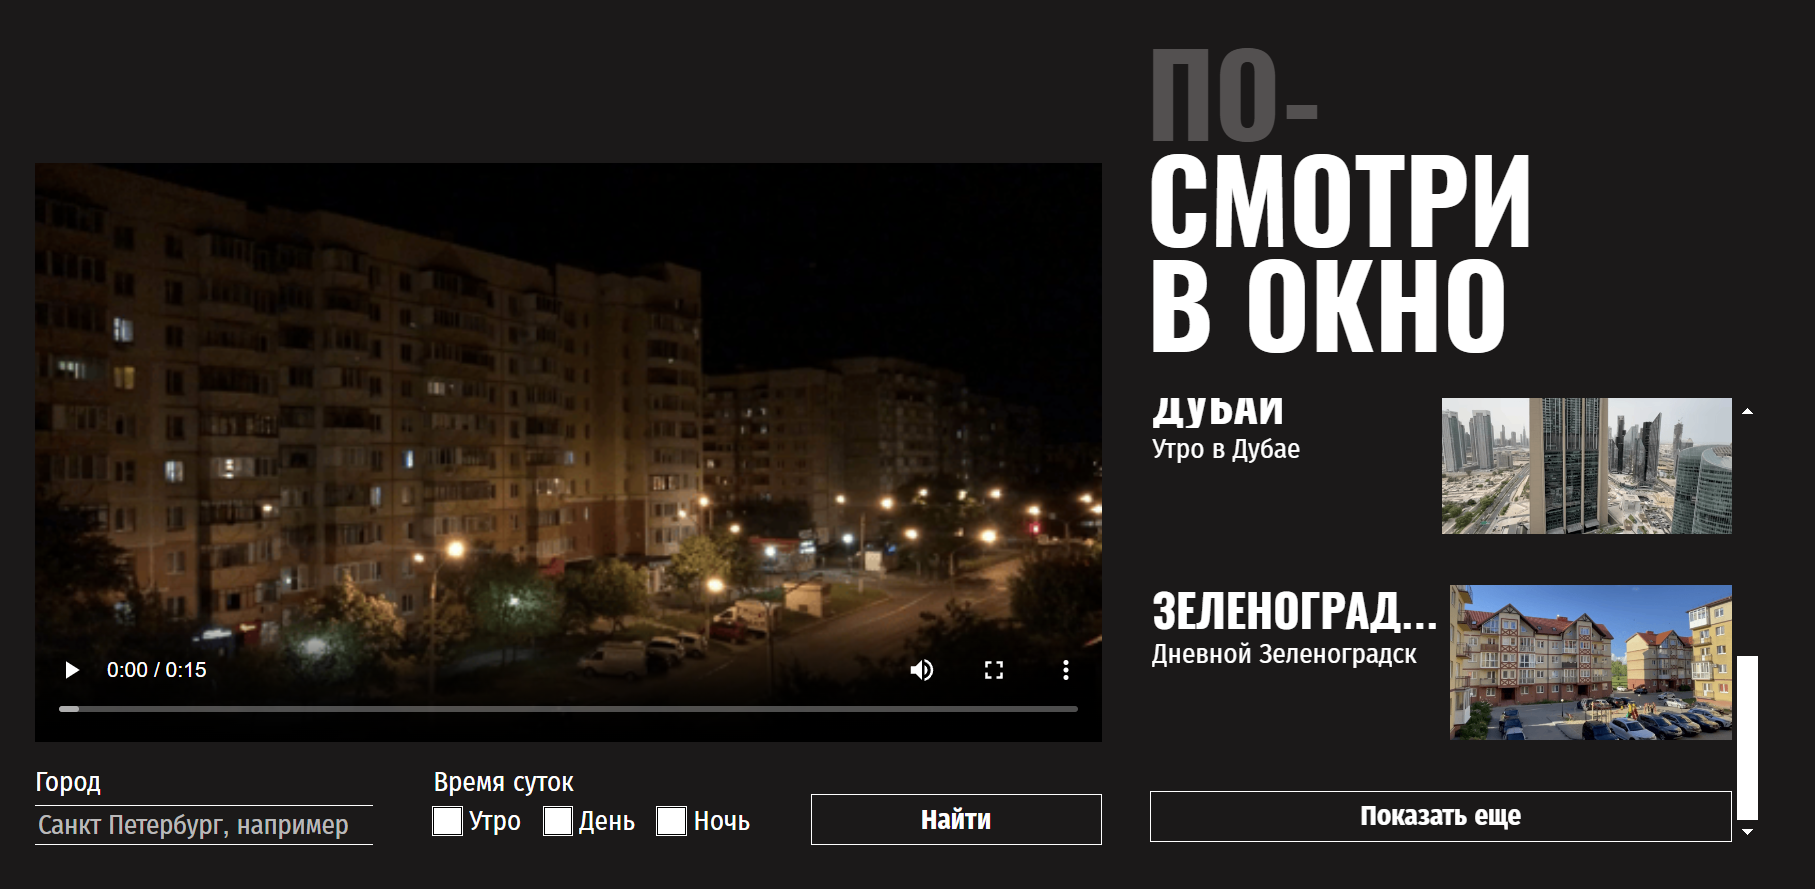 ПО-
СМОТРИ
В ОКНО
0:00 / 0:15
ДУБАЙ
Утро в Дубае
ЗЕЛЕНОГРАД...
Дневной Зеленоградск
Показать еще
Город
Санкт Петербург, например
Время суток
Утро День Ночь
Найти